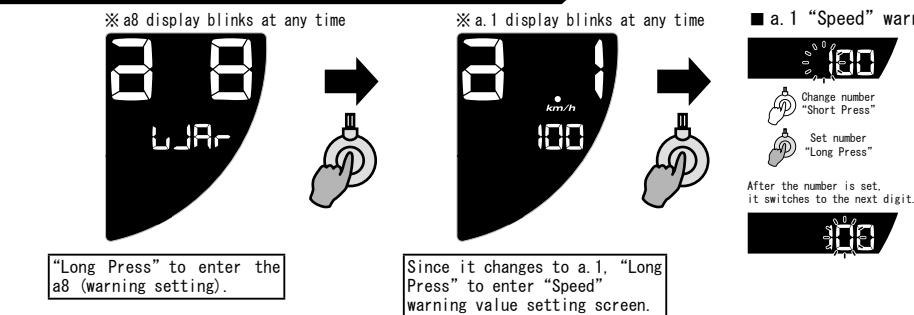 ※ a8 display blinks at any time
a 8
WAr
"Long Press" to enter the
a8 (warning setting).
※ a.1 display blinks at any time
a 1
km/h
100
Since it changes to a.1, "Long
Press" to enter "Speed"
warning value setting screen.
■ a.1 "Speed"
100
Change number
"Short Press"
Set number
"Long Press"
After the number is set,
it switches to the next digit.
100